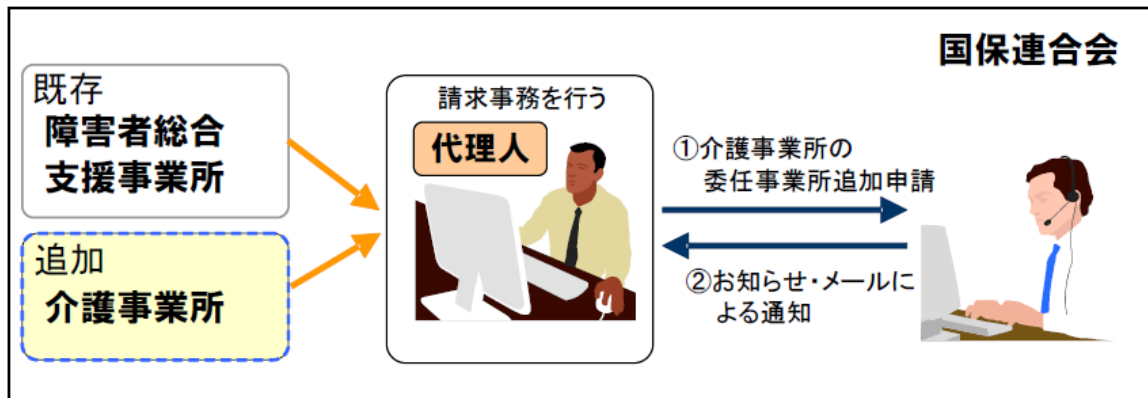 国保連合会
既存
障害者総合
支援事業所
追加
介護事業所
請求事務を行う
代理人
①介護事業所の
委任事業所追加申請
②お知らせ・メールに
よる通知